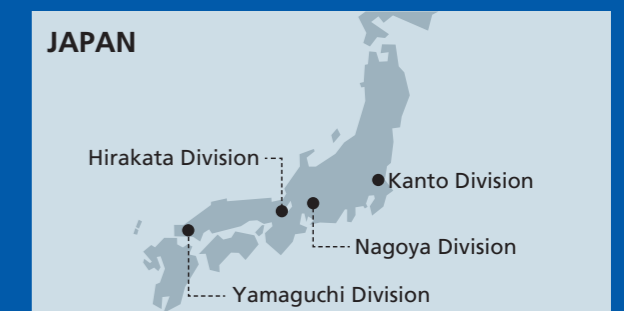 JAPAN
Hirakata Division
Kanto Division
Nagoya Division
Yamaguchi Division